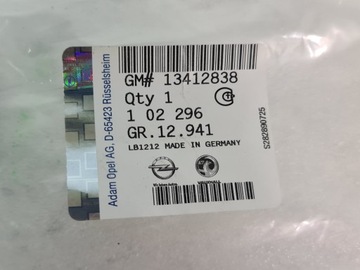 GM# 13412838
Qty 1
1 02 296
GR.12.941
LB1212 MADE IN GERMANY
Adam Opel AG, D-65423 Rüsselsheim
5282890725